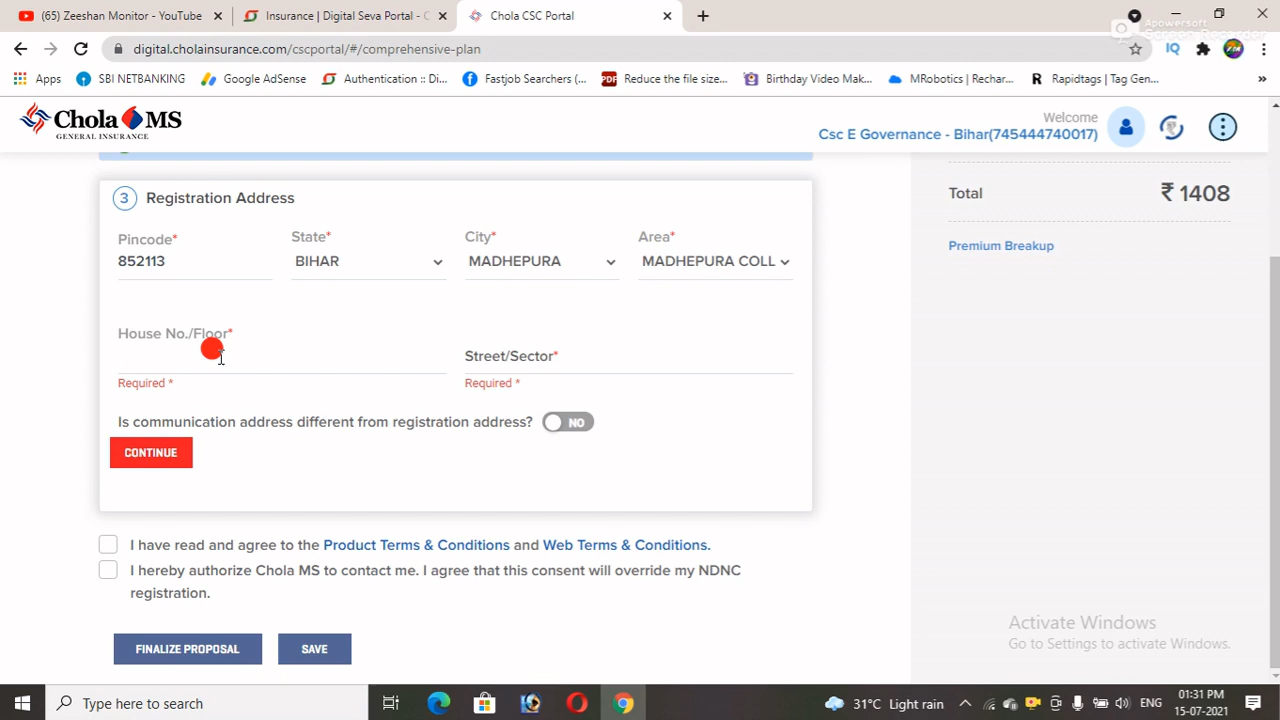 (65) Zeeshan Monitor - YouTube
Insurance | Digital Seva Portal - C
Chola CSC Portal
Apowersoft
Screen Recorder
digital.cholainsurance.com/cscportal/#/comprehensive-plan
IQ
Apps
SBI NETBANKING
Google AdSense
Authentication :: Di...
Fastjob Searchers (...
PDF
Reduce the file size...
Birthday Video Mak...
MRobotics | Rechar...
R
Rapidtags | Tag Gen...
»
Chola MS
GENERAL INSURANCE
Welcome
Csc E Governance - Bihar(745444740017)
Total
₹ 1408
Premium Breakup
3 Registration Address
Pincode*
State*
City*
Area*
852113
BIHAR
MADHEPURA
MADHEPURA COLL
House No./Floor*
Street/Sector*
Required *
Required *
Is communication address different from registration address?
NO
CONTINUE
I have read and agree to the Product Terms & Conditions and Web Terms & Conditions.
I hereby authorize Chola MS to contact me. I agree that this consent will override my NDNC
registration.
FINALIZE PROPOSAL
SAVE
Activate Windows
Go to Settings to activate Windows.
Type here to search
31°C Light rain
ENG
01:31 PM
15-07-2021